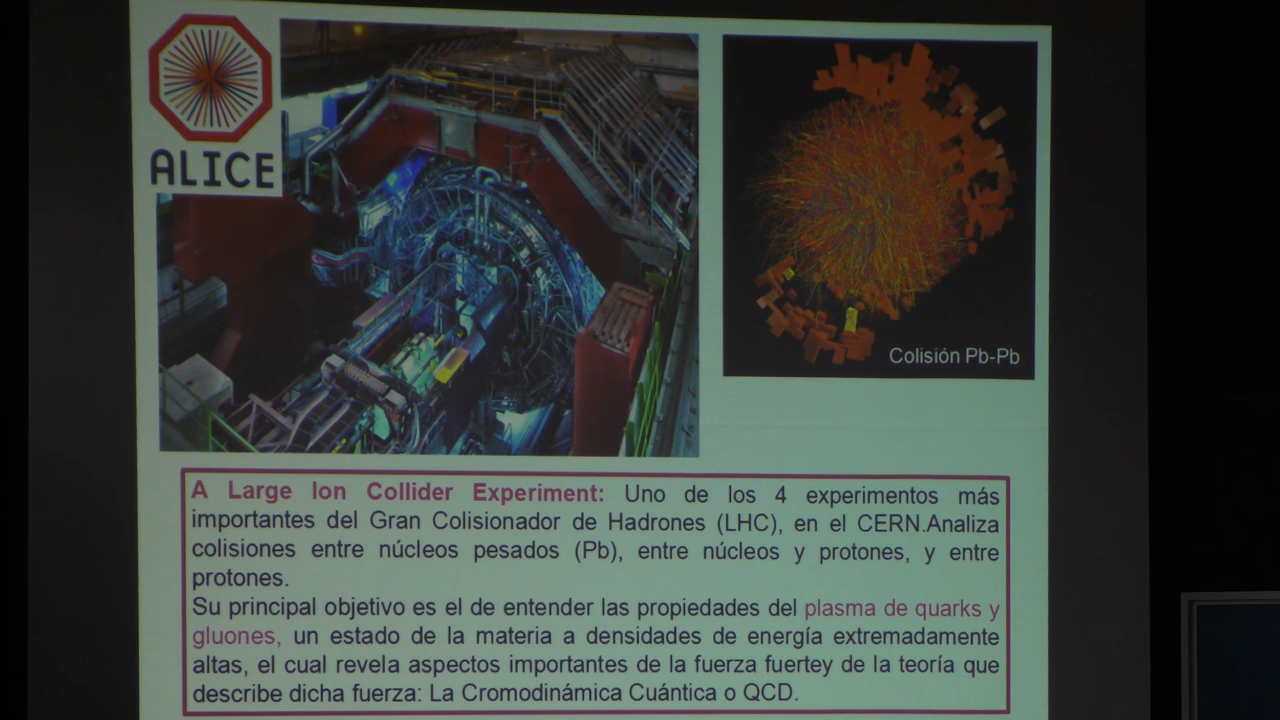 ALICE
Colisión Pb-Pb
A Large Ion Collider Experiment: Uno de los 4 experimentos más
importantes del Gran Colisionador de Hadrones (LHC), en el CERN.Analiza
colisiones entre núcleos pesados (Pb), entre núcleos y protones, y entre
protones.
Su principal objetivo es el de entender las propiedades del plasma de quarks y
gluones, un estado de la materia a densidades de energía extremadamente
altas, el cual revela aspectos importantes de la fuerza fuertey de la teoría que
describe dicha fuerza: La Cromodinámica Cuántica o QCD.